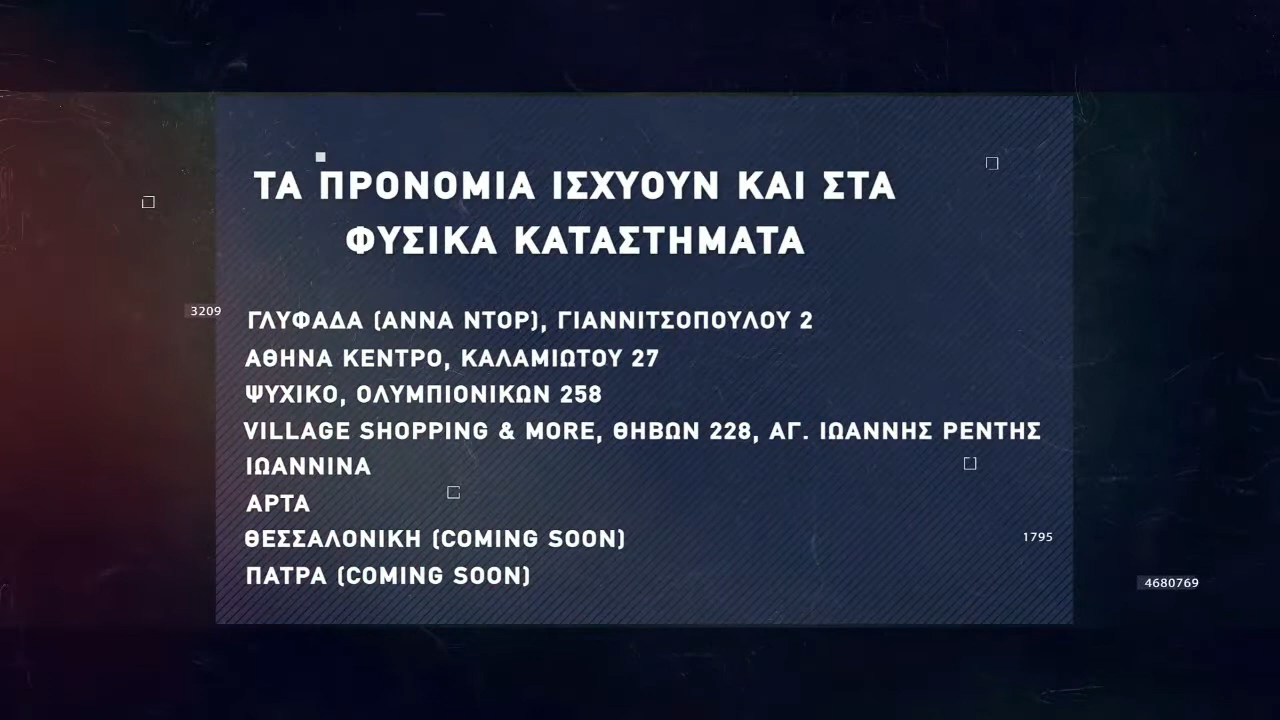 ΤΑ ΠΡΟΝΟΜΙΑ ΙΣΧΥΟΥΝ ΚΑΙ ΣΤΑ
ΦΥΣΙΚΑ ΚΑΤΑΣΤΗΜΑΤΑ
3209
ΓΛΥΦΑΔΑ (ΑΝΝΑ ΝΤΟΡ), ΓΙΑΝΝΙΤΣΟΠΟΥΛΟΥ 2
ΑΘΗΝΑ ΚΕΝΤΡΟ, ΚΑΛΑΜΙΩΤΟΥ 27
ΨΥΧΙΚΟ, ΟΛΥΜΠΙΟΝΙΚΩΝ 258
VILLAGE SHOPPING & MORE, ΘΗΒΩΝ 228, ΑΓ. ΙΩΑΝΝΗΣ ΡΕΝΤΗΣ
ΙΩΑΝΝΙΝΑ
ΑΡΤΑ
ΘΕΣΣΑΛΟΝΙΚΗ (COMING SOON)
1795
ΠΑΤΡΑ (COMING SOON)
4680769